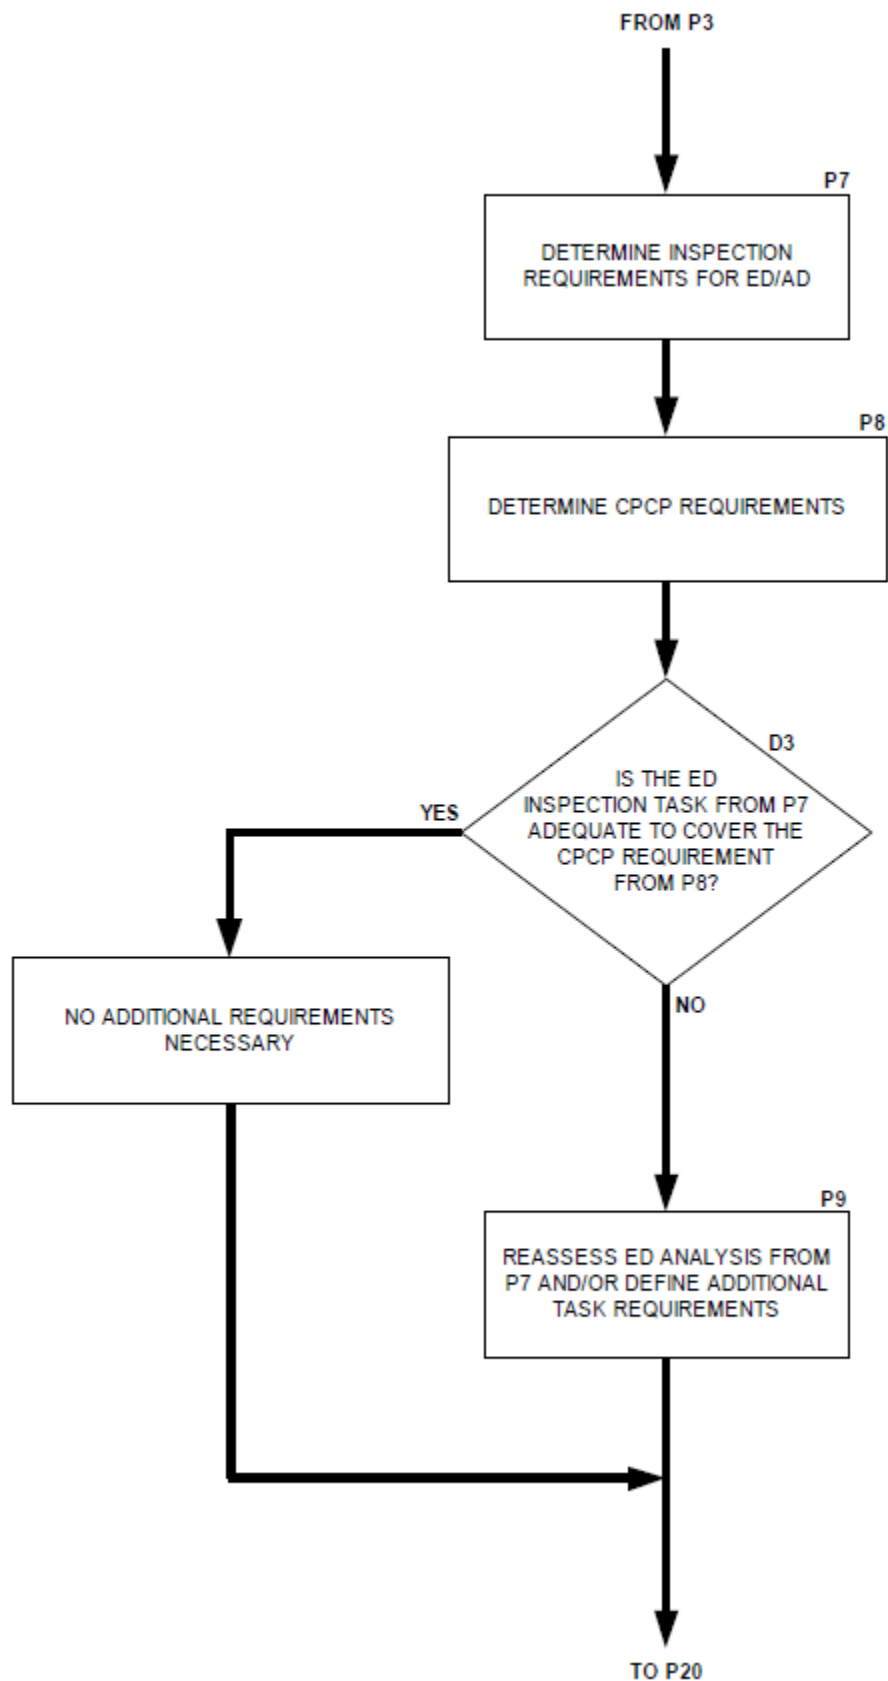 FROM P3
P7
DETERMINE INSPECTION
REQUIREMENTS FOR ED/AD
P8
DETERMINE CPCP REQUIREMENTS
D3
IS THE ED
INSPECTION TASK FROM P7
ADEQUATE TO COVER THE
CPCP REQUIREMENT
FROM P8?
YES
NO ADDITIONAL REQUIREMENTS
NECESSARY
NO
P9
REASSESS ED ANALYSIS FROM
P7 AND/OR DEFINE ADDITIONAL
TASK REQUIREMENTS
TO P20